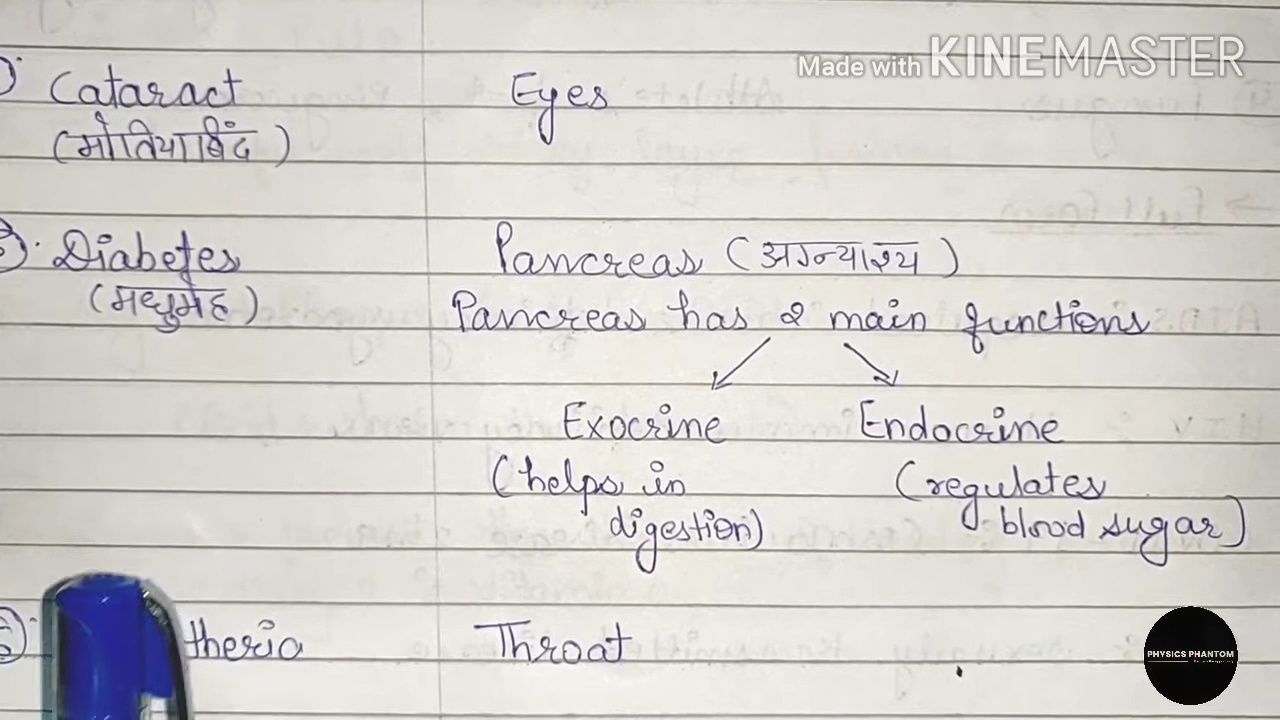 Made with KINEMASTER
Cataract Eyes
(मोतियाबिंद)
Diabetes Pancreas (अग्न्याश्य)
(मधुमेह) Pancreas has 2 main functions
Exocrine Endocrine
(helps in (regulates
digestion) blood sugar)
theria Throat
PHYSICS PHANTOM